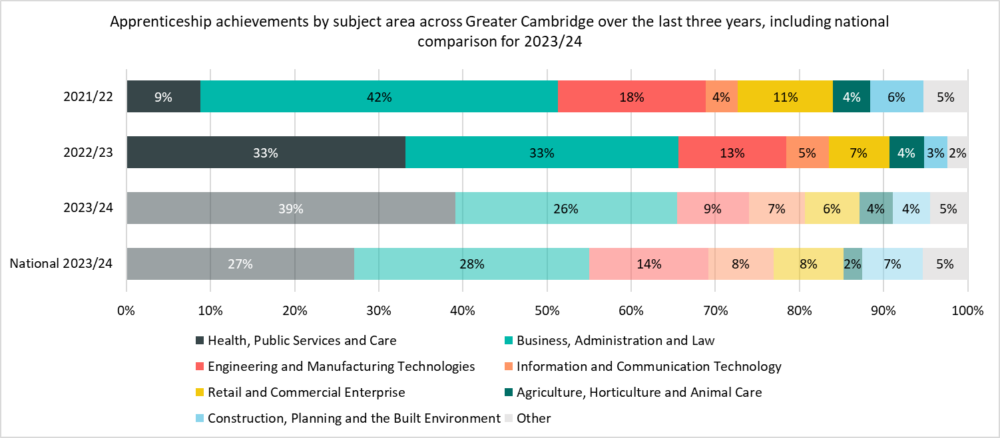 Apprenticeship achievements by subject area across Greater Cambridge over the last three years, including national
comparison for 2023/24
2021/22 9% 42% 18% 4% 11% 4% 6% 5%
2022/23 33% 33% 13% 5% 7% 4% 3% 2%
2023/24 39% 26% 9% 7% 6% 4% 4% 5%
National 2023/24 27% 28% 14% 8% 8% 2% 7% 5%
0% 10% 20% 30% 40% 50% 60% 70% 80% 90% 100%
Health, Public Services and Care Business, Administration and Law
Engineering and Manufacturing Technologies Information and Communication Technology
Retail and Commercial Enterprise Agriculture, Horticulture and Animal Care
Construction, Planning and the Built Environment Other